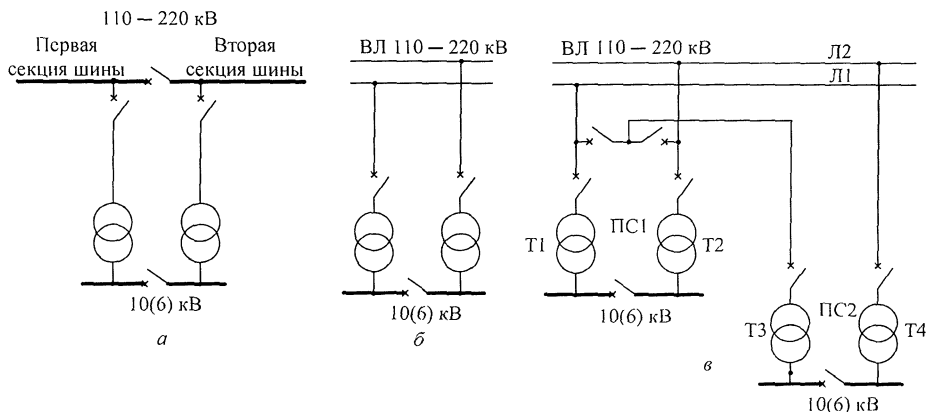 110 – 220 кВ
Первая секция шины
Вторая секция шины
10(6) кВ
а
ВЛ 110 – 220 кВ
10(6) кВ
б
ВЛ 110 – 220 кВ
Л2
Л1
Т1
ПС1
Т2
10(6) кВ
Т3
ПС2
Т4
в
10(6) кВ